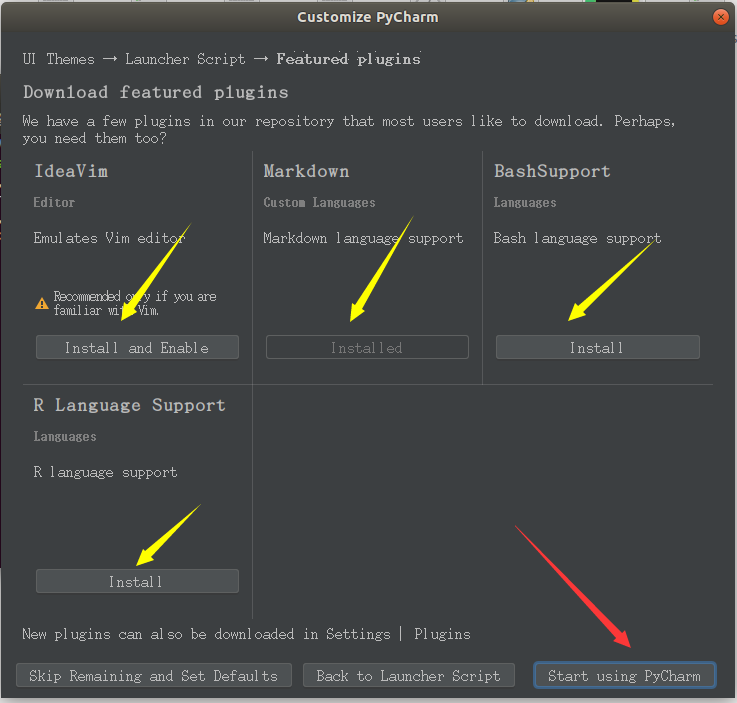 Customize PyCharm
UI Themes → Launcher Script → Featured plugins
Download featured plugins
We have a few plugins in our repository that most users like to download. Perhaps,
you need them too?
IdeaVim
Editor
Emulates Vim editor
Recommended only if you are
familiar with Vim.
Install and Enable
Markdown
Custom Languages
Markdown language support
Installed
BashSupport
Languages
Bash language support
Install
R Language Support
Languages
R language support
Install
New plugins can also be downloaded in Settings | Plugins
Skip Remaining and Set Defaults
Back to Launcher Script
Start using PyCharm